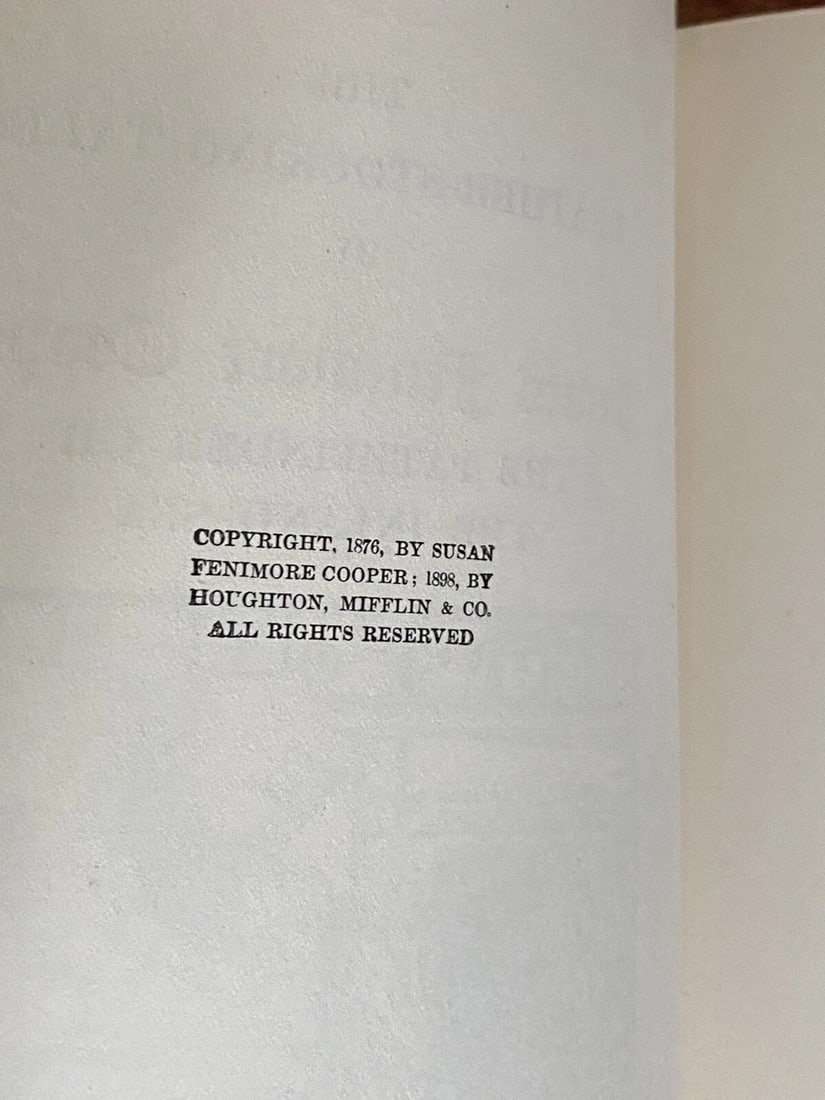 COPYRIGHT, 1876, BY SUSAN
FENIMORE COOPER; 1898, BY
HOUGHTON, MIFFLIN & CO.
ALL RIGHTS RESERVED